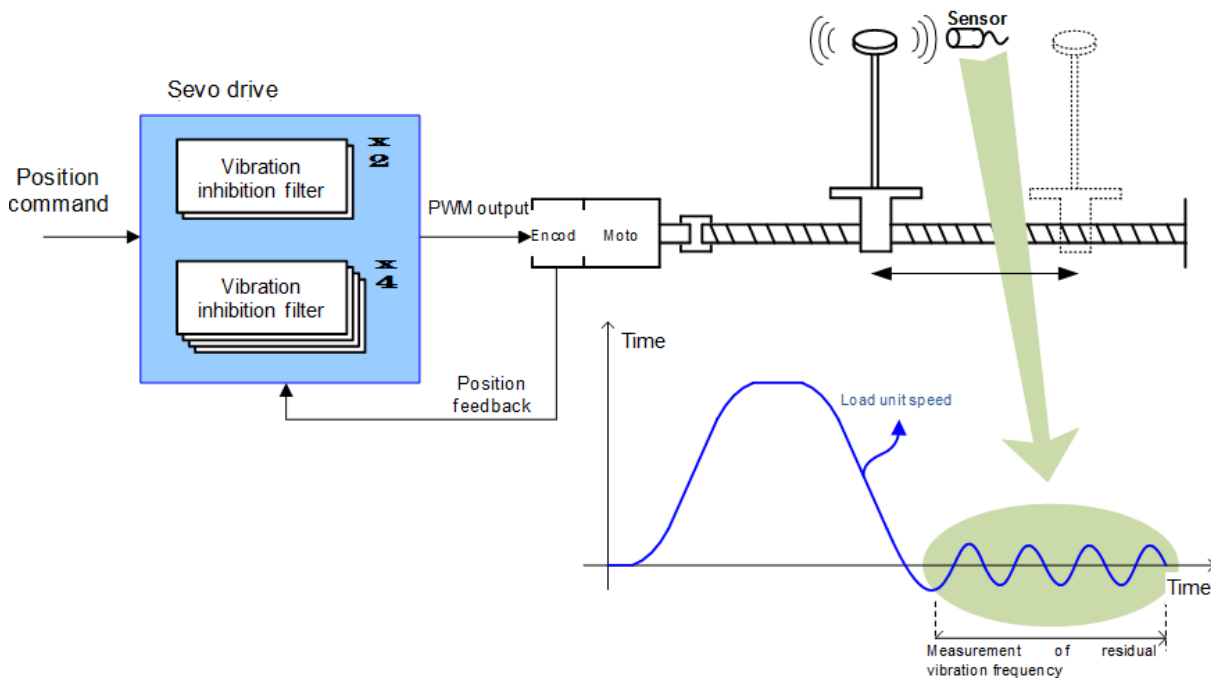 Sensor
Sevo drive
x
2
Vibration
inhibition filter
Position
command
PWM output
Encod
Moto
x
4
Vibration
inhibition filter
Position
feedback
Time
Load unit speed
Time
Measurement of residual
vibration frequency